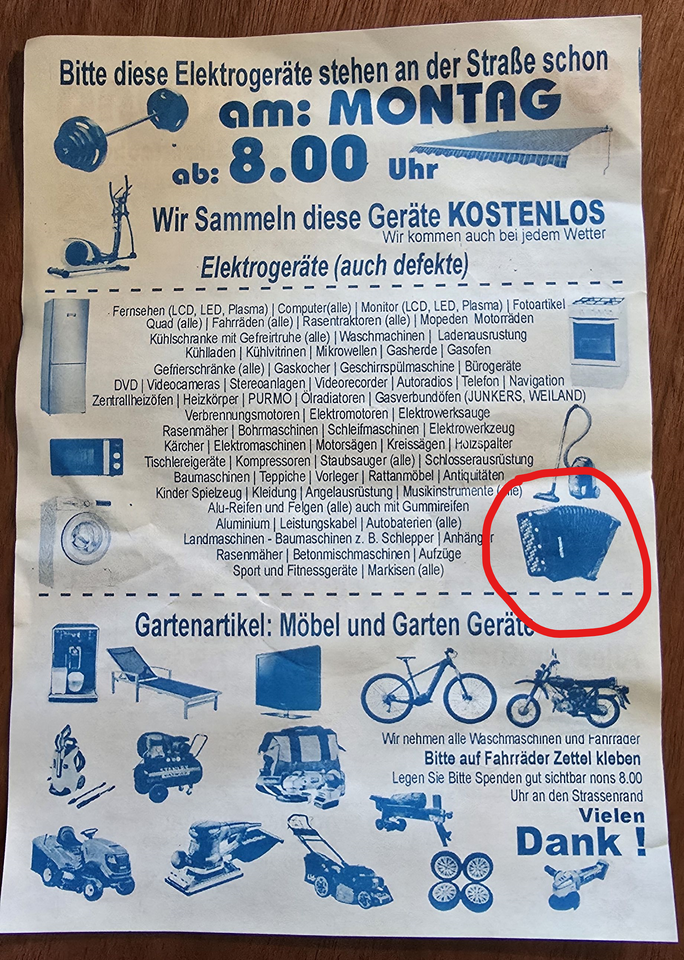 Bitte diese Elektrogeräte stehen an der Straße schon
am: MONTAG
ab: 8.00 Uhr
Wir Sammeln diese Geräte KOSTENLOS
Wir kommen auch bei jedem Wetter
Elektrogeräte (auch defekte)
Fernsehen (LCD, LED, Plasma) | Computer(alle) | Monitor (LCD, LED, Plasma) | Fotoartikel
Quad (alle) | Fahrräden (alle) | Rasentraktoren (alle) | Mopeden Motorräden
Kühlschranke mit Gefreirtruhe (alle) | Waschmachinen | Ladenausrustung
Kühlladen | Kühlvitrinen | Mikrowellen | Gasherde | Gasofen
Gefrierschränke (alle) | Gaskocher | Geschirrspülmaschine | Bürogeräte
DVD | Videocameras | Stereoanlagen | Videorecorder | Autoradios | Telefon | Navigation
Zentrallheizöfen | Heizkörper | PURMO | Ölradiatoren | Gasverbundöfen (JUNKERS, WEILAND)
Verbrennungsmotoren | Elektromotoren | Elektrowerksauge
Rasenmäher | Bohrmaschinen | Schleifmaschinen | Elektrowerkzeug
Kärcher | Elektromaschinen | Motorsägen | Kreissägen | Holzspalter
Tischlereigeräte | Kompressoren | Staubsauger (alle) | Schlosserausrüstung
Baumaschinen | Teppiche | Vorleger | Rattanmöbel | Antiquitäten
Kinder Spielzeug | Kleidung | Angelausrüstung | Musikinstrumente (alle)
Alu-Reifen und Felgen (alle) auch mit Gummireifen
Aluminium | Leistungskabel | Autobaterien (alle)
Landmaschinen - Baumaschinen z. B. Schlepper | Anhänger
Rasenmäher | Betonmischmaschinen | Aufzüge
Sport und Fitnessgeräte | Markisen (alle)
Gartenartikel: Möbel und Garten Geräte
Wir nehmen alle Waschmaschinen und Fahrräder
Bitte auf Fahrräder Zettel kleben
Legen Sie Bitte Spenden gut sichtbar nons 8.00
Uhr an den Strassenrand
Vielen
Dank !